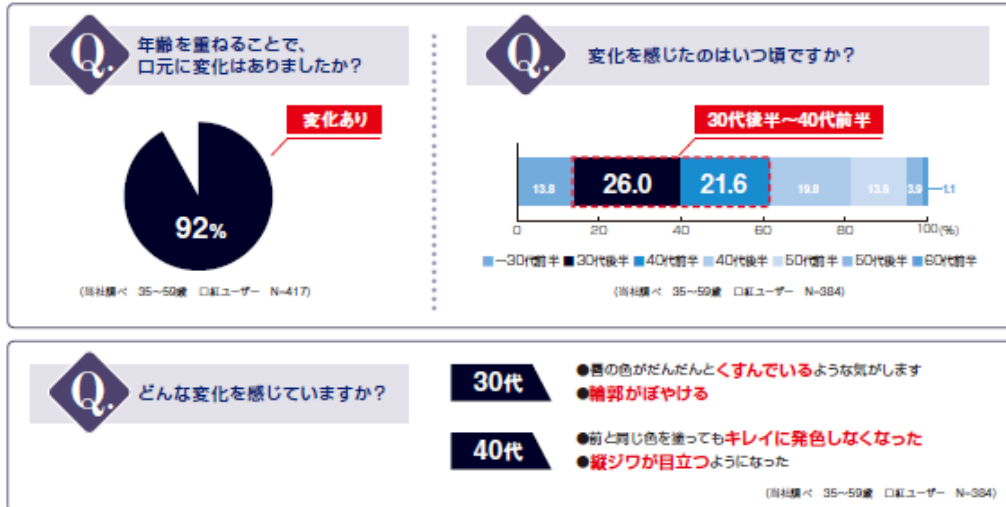 Q.
年齢を重ねることで、
口元に変化はありましたか?
変化あり
92%
(当社調べ 35〜59歳 口紅ユーザー N=417)
Q.
変化を感じたのはいつ頃ですか?
30代後半〜40代前半
13.8 26.0 21.6 19.8 13.8 3.9 1.1
0 20 40 60 80 100(%)
■ー30代前半 ■30代後半 ■40代前半 ■40代後半 ■50代前半 ■50代後半 ■60代前半
(当社調べ 35〜59歳 口紅ユーザー N=384)
Q.
どんな変化を感じていますか?
30代
●唇の色がだんだんとくすんでいるような気がします
●輪郭がぼやける
40代
●前と同じ色を塗ってもキレイに発色しなくなった
●縦ジワが目立つようになった
(当社調べ 35〜59歳 口紅ユーザー N=384)